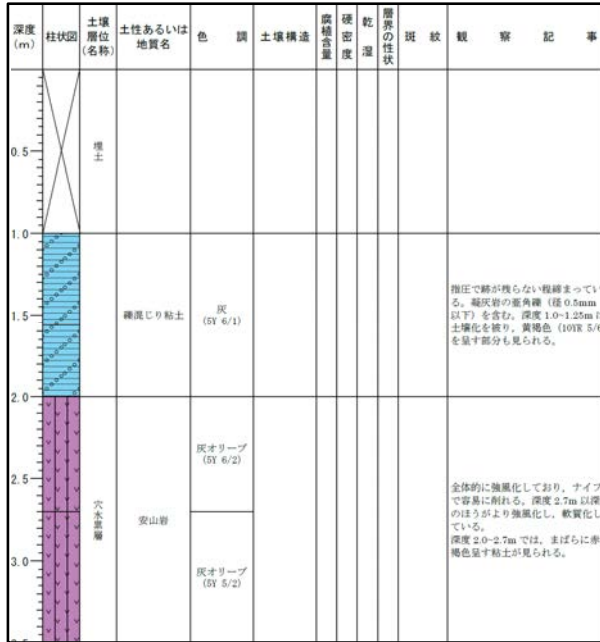 深度
(m)
柱状図
土壌
層位
(名称)
土性あるいは
地質名
色 調
土壌構造
腐植含量
硬密度
乾湿
層界の性状
斑 紋
観 察 記 事
0.5
埋土
1.0
礫混じり粘土
灰
(5Y 6/1)
指圧で跡が残らない程締まってい
る。凝灰岩の亜角礫(径 0.5mm
以下)を含む。深度 1.0~1.25m に
土壌化を被り、黄褐色(10YR 5/6
を呈す部分も見られる。
1.5
2.0
灰オリーブ
(5Y 6/2)
2.5
穴水累層
安山岩
全体的に強風化しており、ナイフ
で容易に削れる。深度 2.7m 以深
のほうがより強風化し、軟質化し
ている。
深度 2.0~2.7m では、まばらに赤
褐色呈す粘土が見られる。
3.0
灰オリーブ
(5Y 5/2)